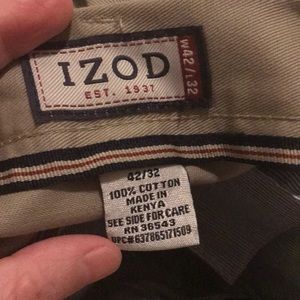 IZOD
EST. 1937
W42/L32
42/32
100% COTTON
MADE IN
KENYA
SEE SIDE FOR CARE
RN 36543
UPC#637865171509